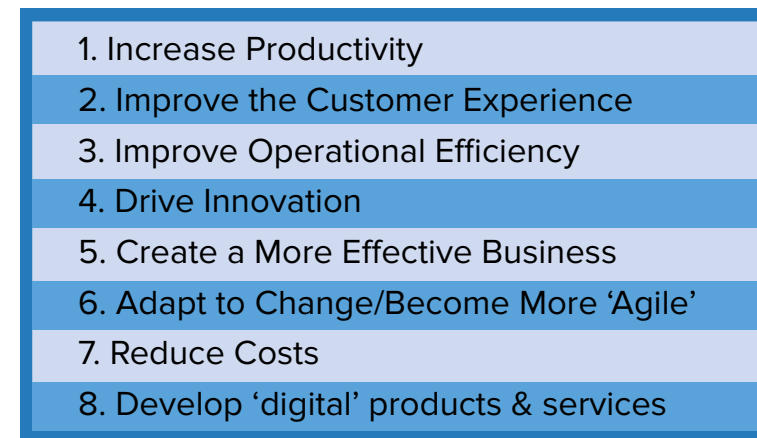 1. Increase Productivity
2. Improve the Customer Experience
3. Improve Operational Efficiency
4. Drive Innovation
5. Create a More Effective Business
6. Adapt to Change/Become More ‘Agile’
7. Reduce Costs
8. Develop ‘digital’ products & services